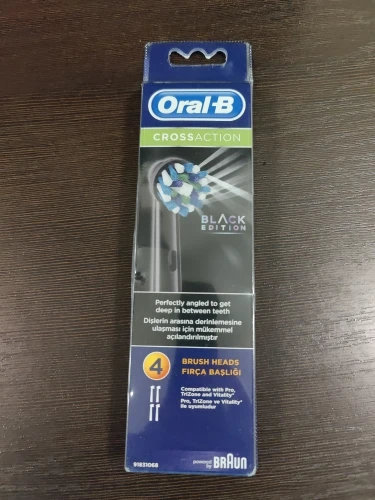 Oral-B
CROSSACTION
BLACK
EDITION
Perfectly angled to get
deep in between teeth
Dişlerin arasına derinlemesine
ulaşması için mükemmel
açılandırılmıştır
4
BRUSH HEADS
FIRÇA BAŞLIĞI
Compatible with Pro,
TriZone and Vitality*
Pro, TriZone ve Vitality*
ile uyumludur
91831068
powered by BRAUN